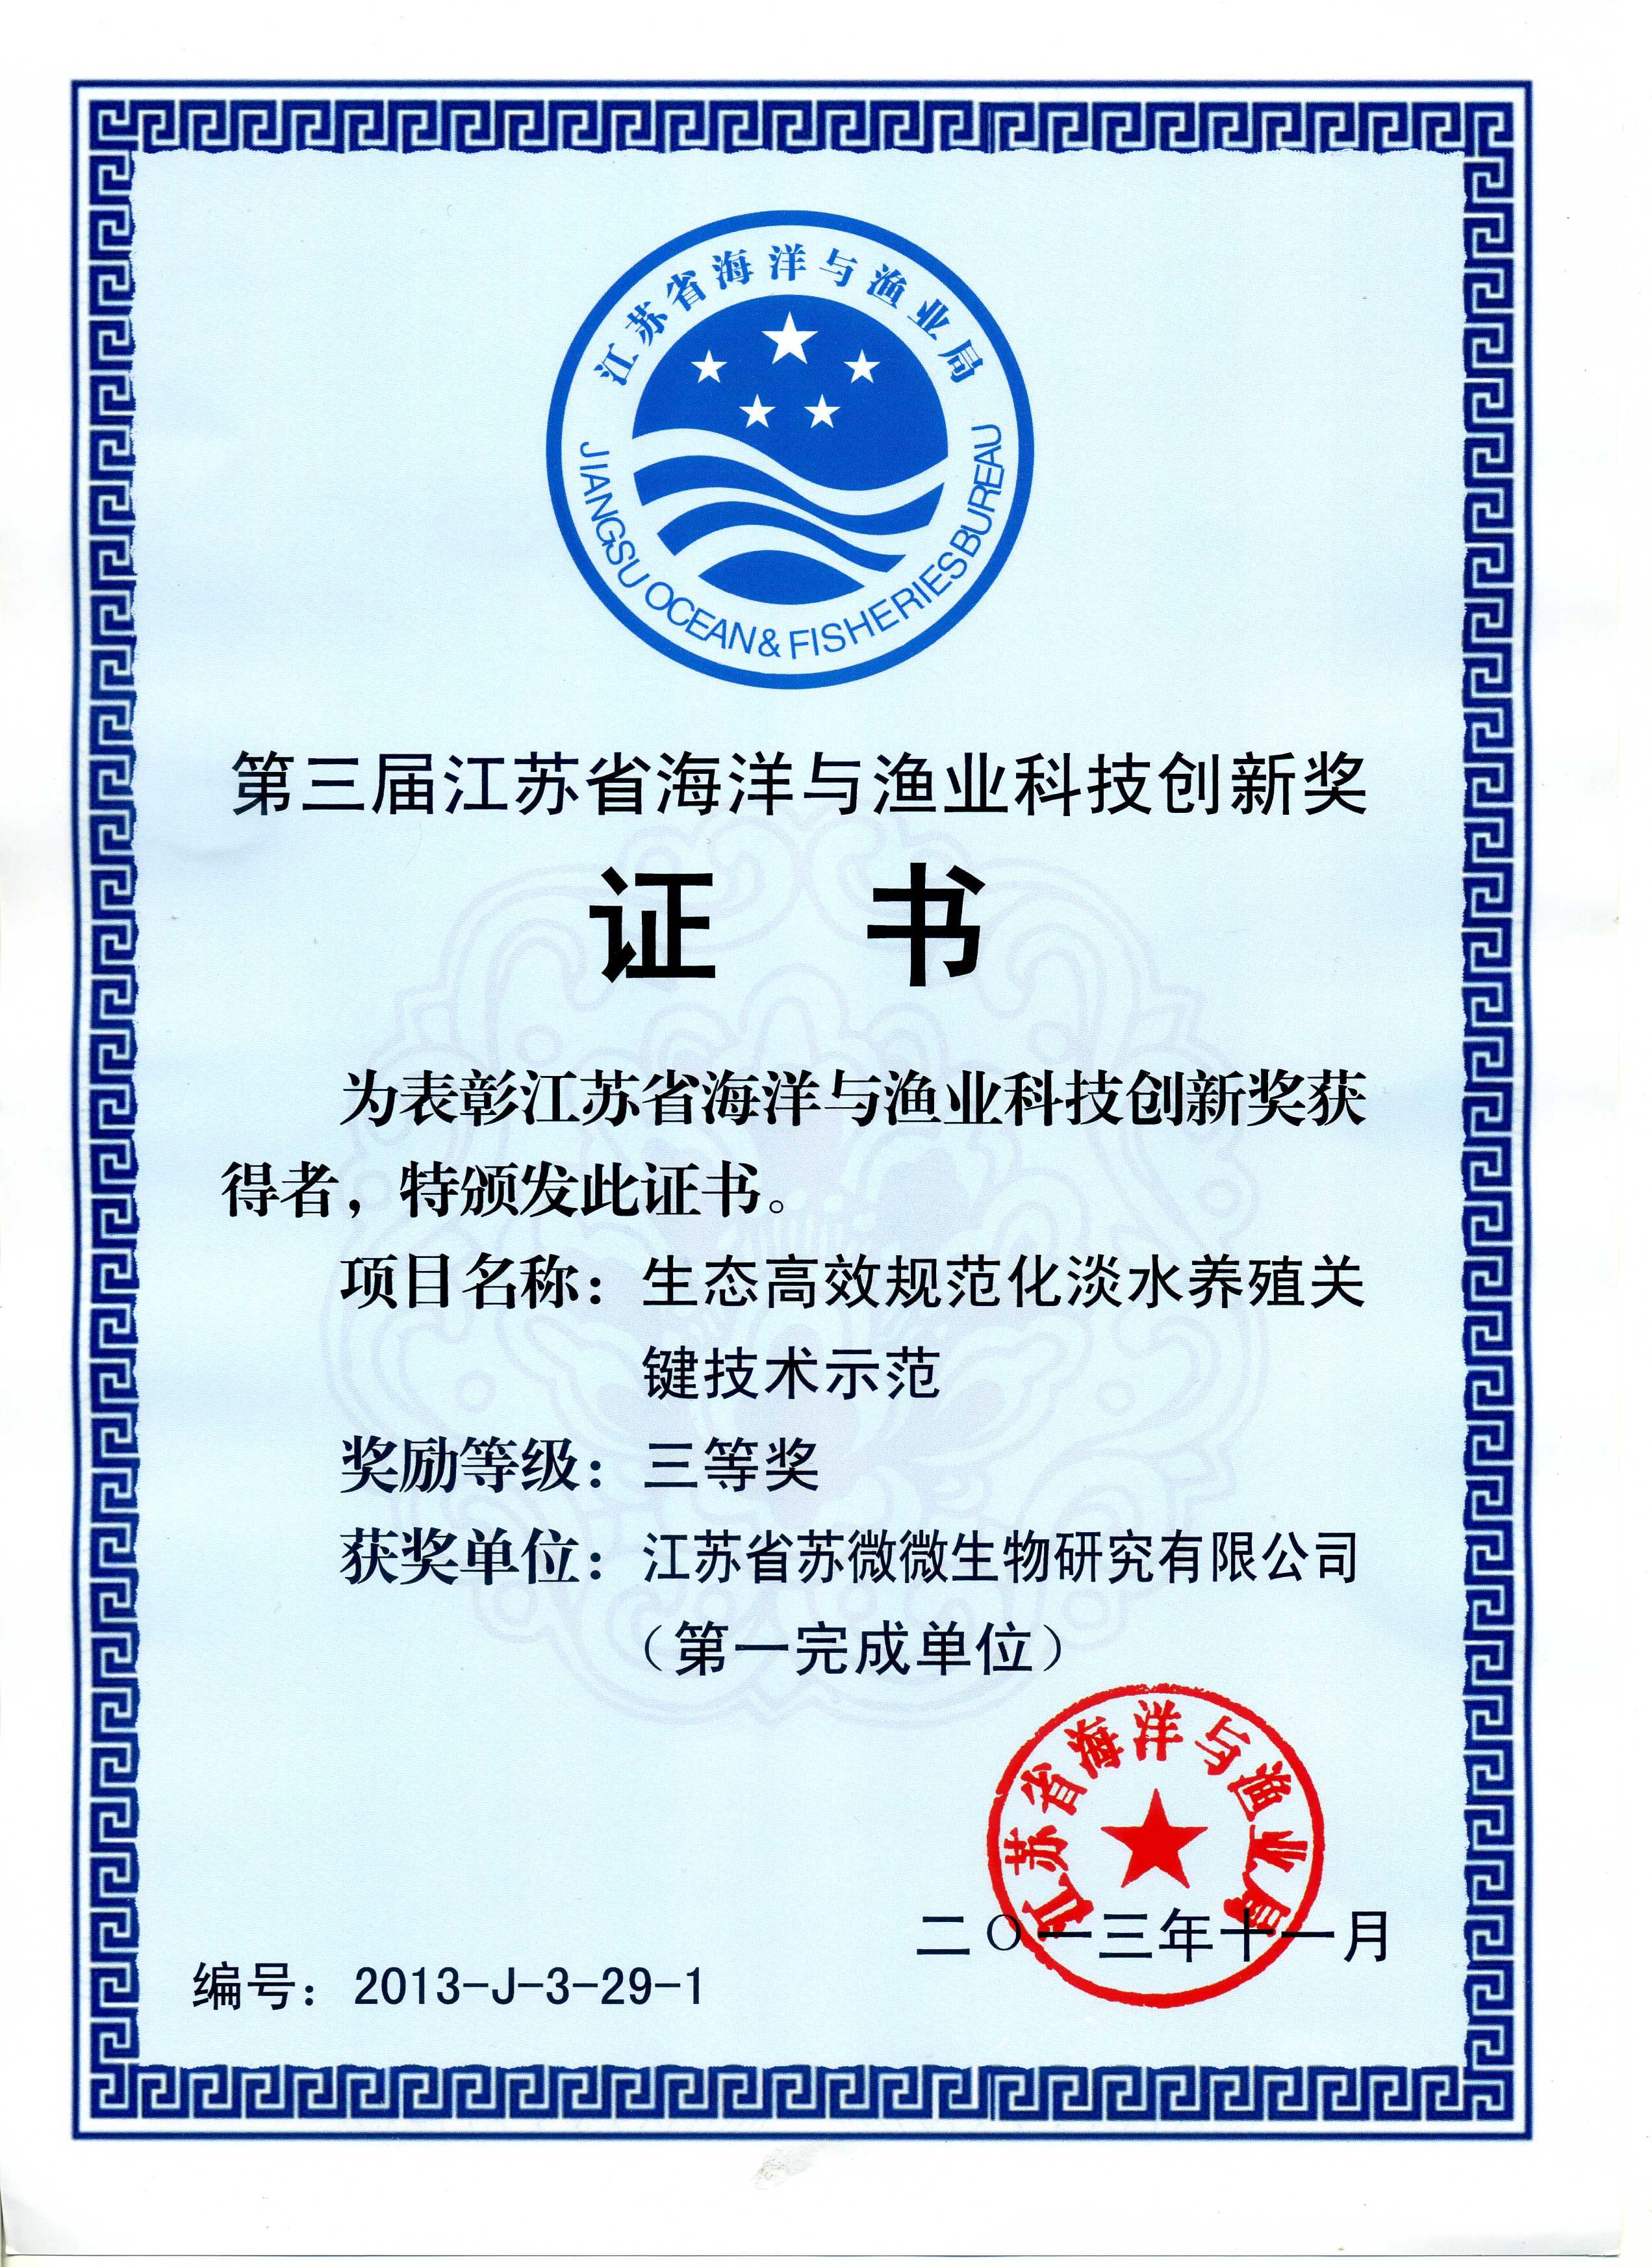 江苏省海洋与渔业局
JIANGSU OCEAN & FISHERIES BUREAU
第三届江苏省海洋与渔业科技创新奖
证 书
为表彰江苏省海洋与渔业科技创新奖获
得者，特颁发此证书。
项目名称：生态高效规范化淡水养殖关
键技术示范
奖励等级：三等奖
获奖单位：江苏省苏微微生物研究有限公司
（第一完成单位）
江苏省海洋与渔业局
二〇一三年十一月
编号：2013-J-3-29-1